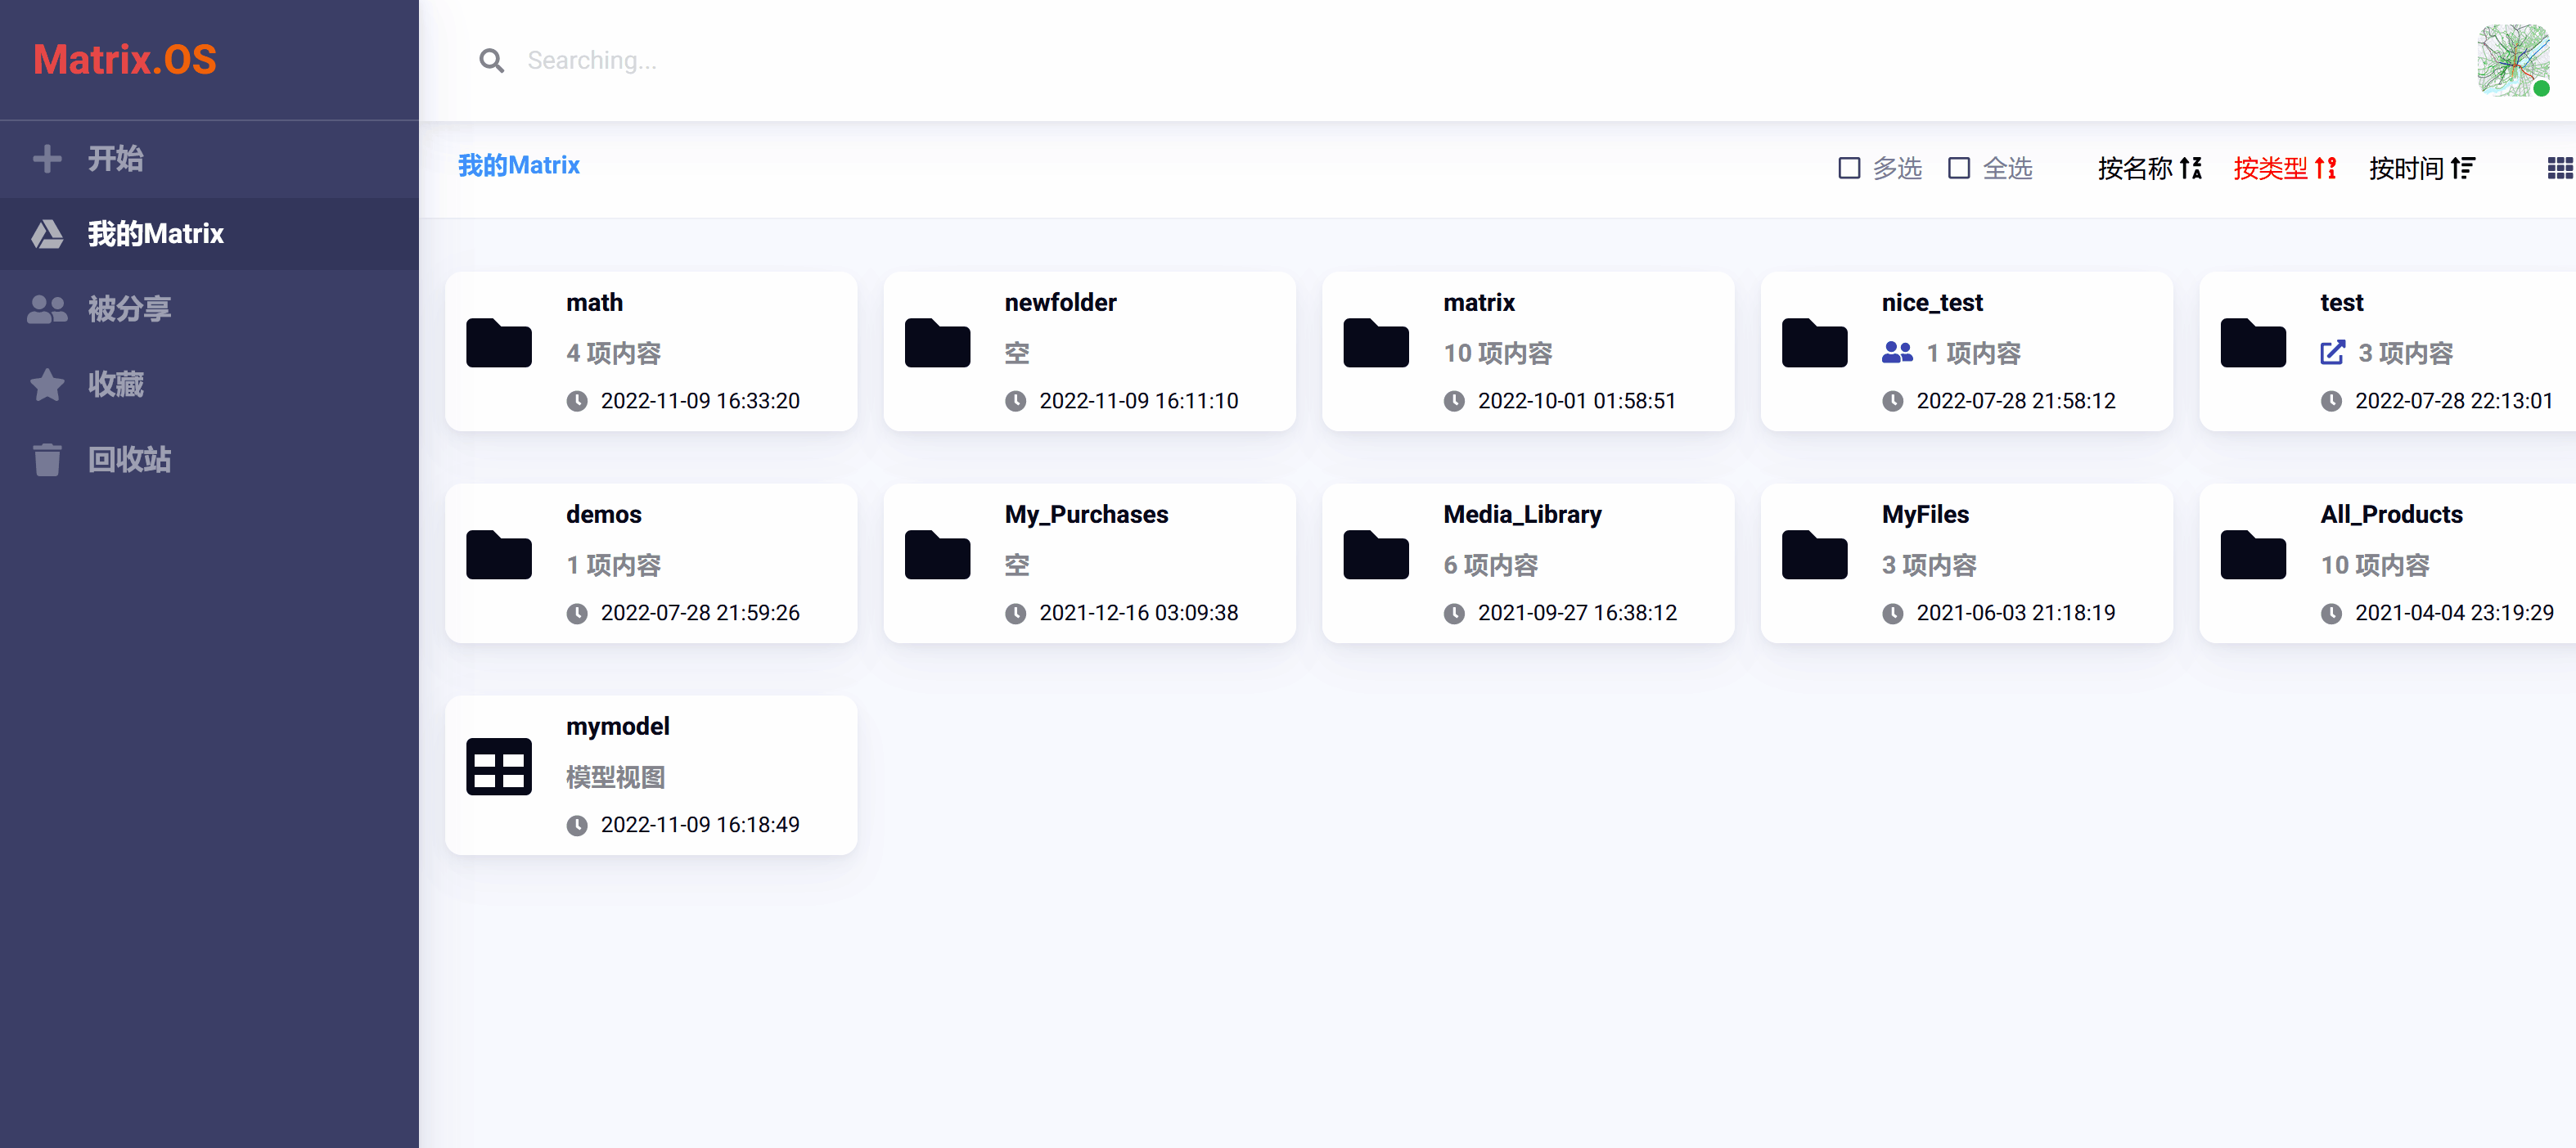 Matrix.OS
Searching...
开始
我的Matrix
被分享
收藏
回收站
我的Matrix
多选
全选
按名称
按类型
按时间
math
4 项内容
2022-11-09 16:33:20
newfolder
空
2022-11-09 16:11:10
matrix
10 项内容
2022-10-01 01:58:51
nice_test
1 项内容
2022-07-28 21:58:12
test
3 项内容
2022-07-28 22:13:01
demos
1 项内容
2022-07-28 21:59:26
My_Purchases
空
2021-12-16 03:09:38
Media_Library
6 项内容
2021-09-27 16:38:12
MyFiles
3 项内容
2021-06-03 21:18:19
All_Products
10 项内容
2021-04-04 23:19:29
mymodel
模型视图
2022-11-09 16:18:49